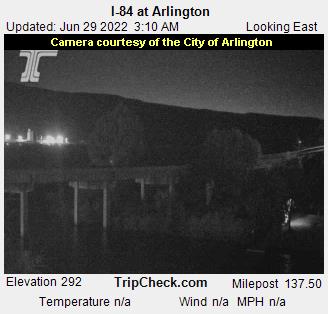 I-84 at Arlington
Updated: Jun 29 2022 3:10 AM Looking East
Camera courtesy of the City of Arlington
Elevation 292 TripCheck.com Milepost 137.50
Temperature n/a Wind n/a MPH n/a